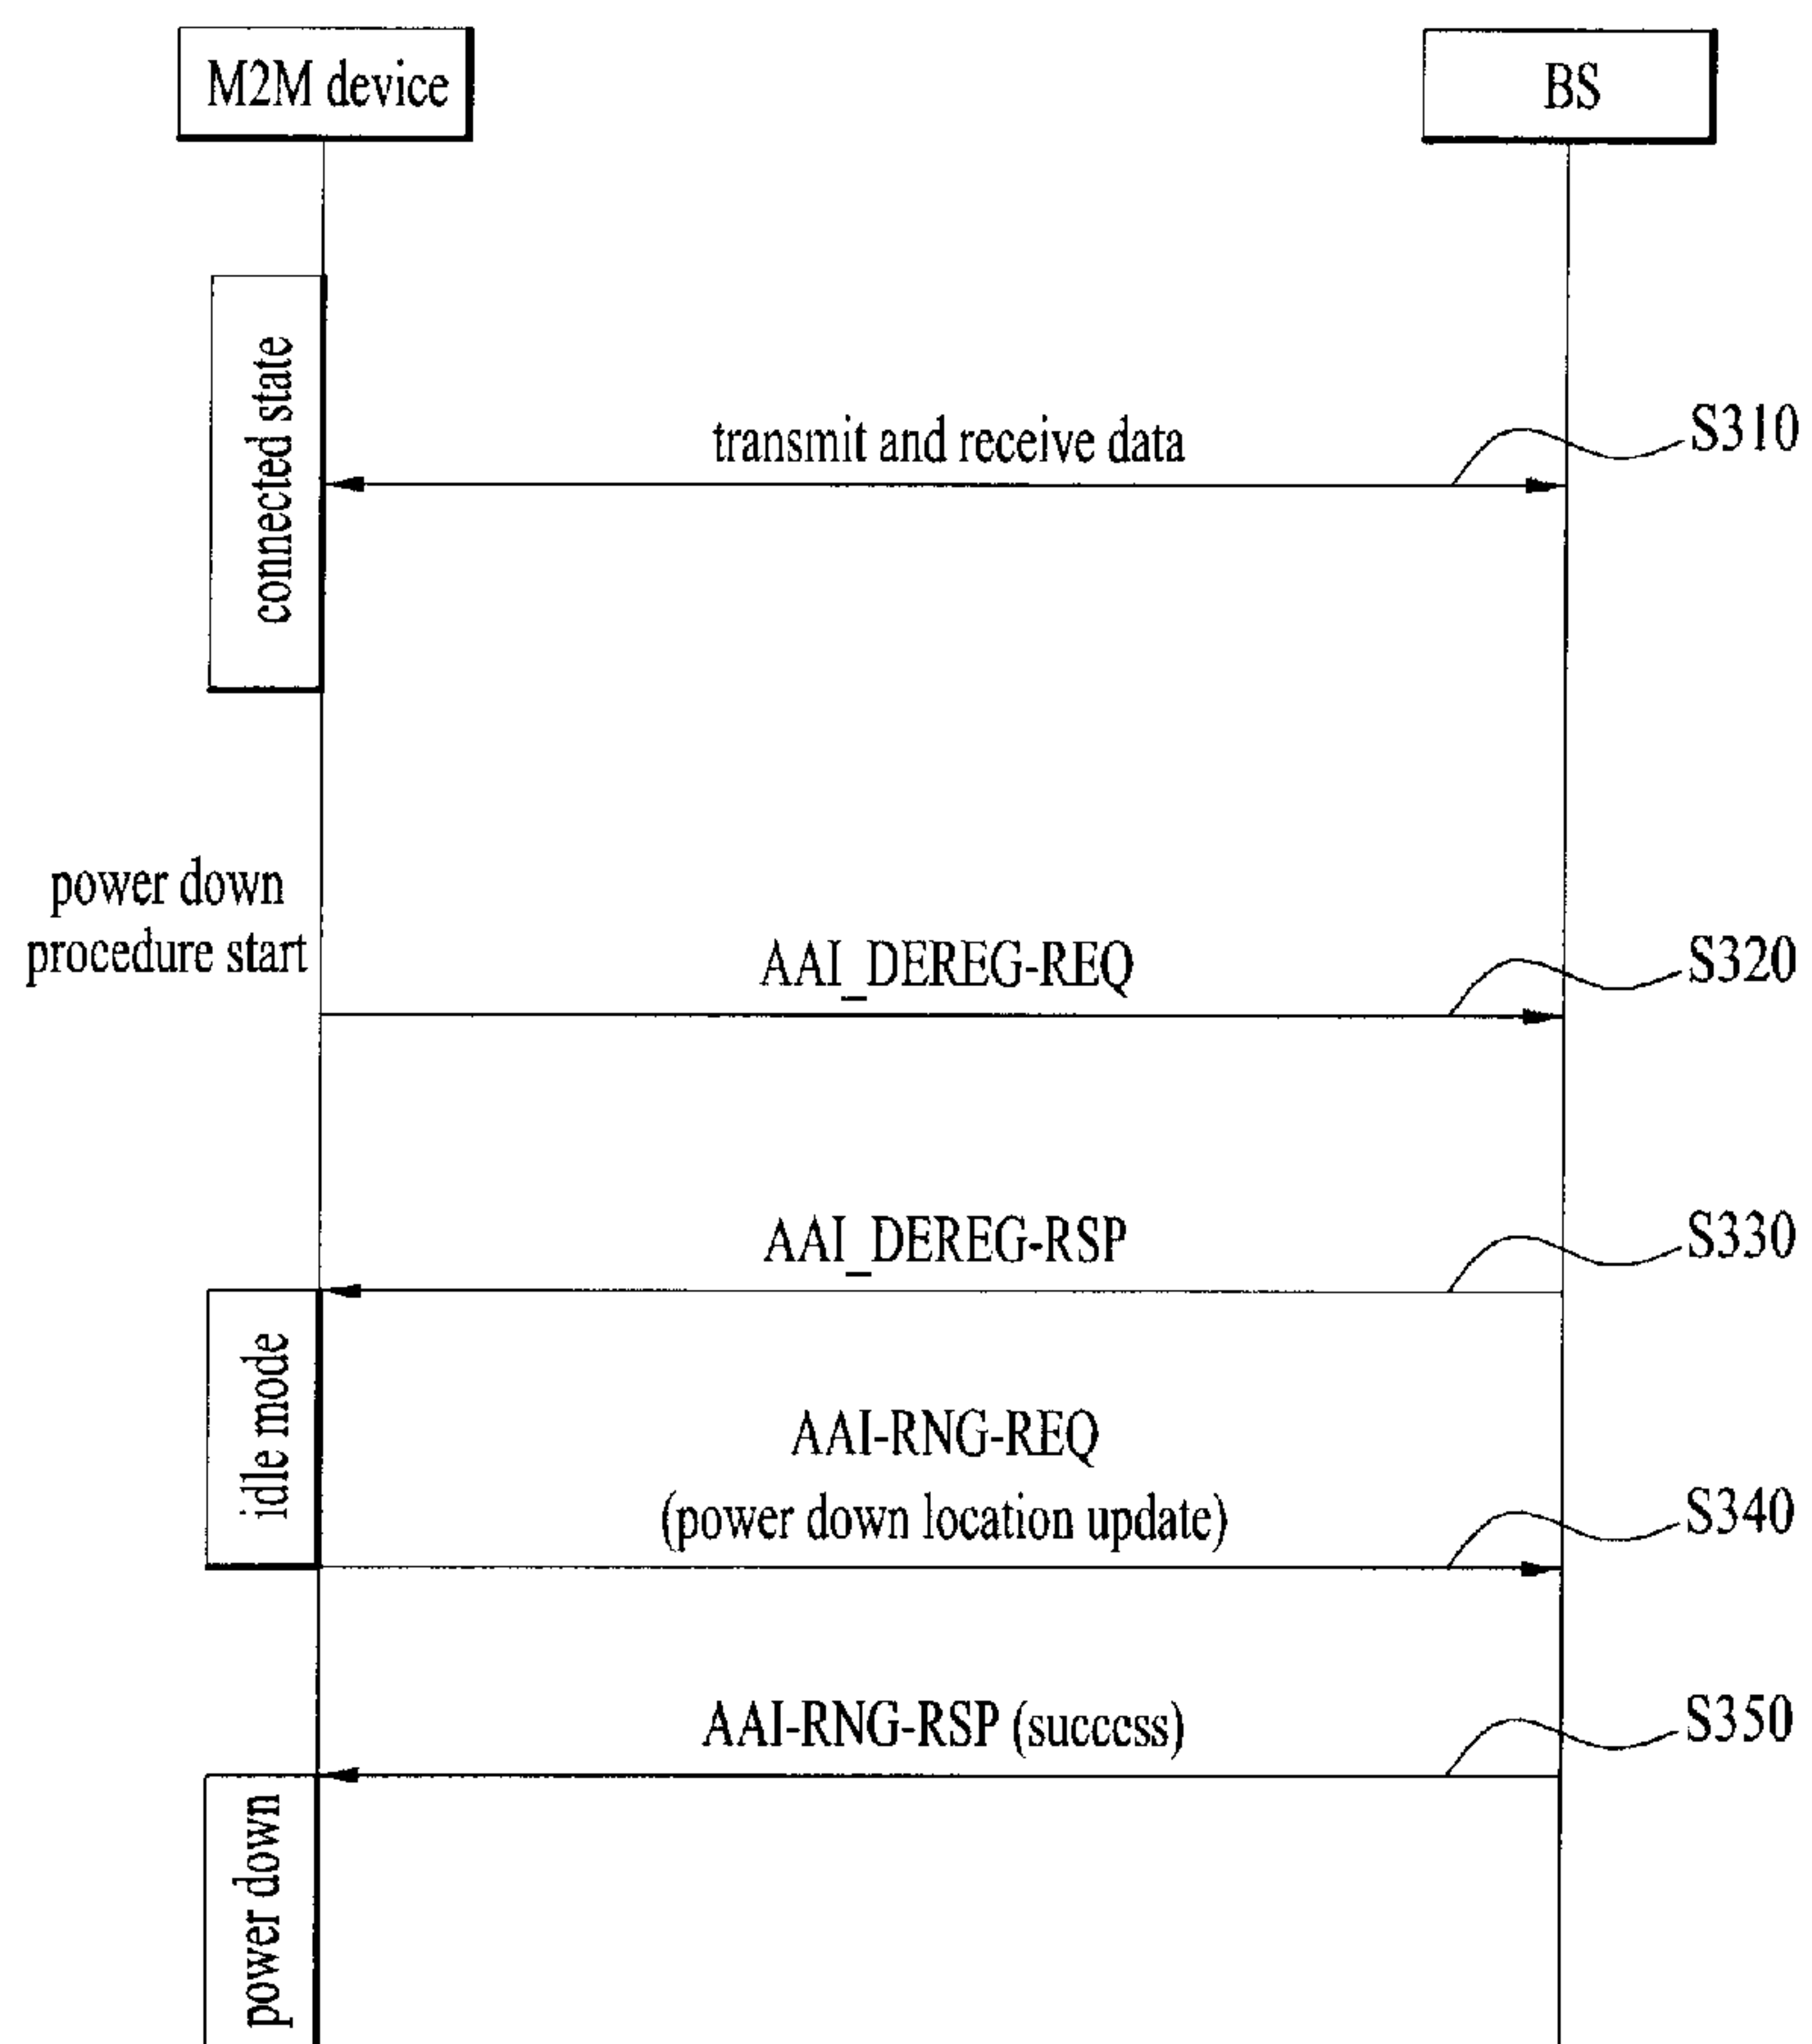 M2M device
BS
connected state
transmit and receive data
S310
power down
procedure start
AAI_DEREG-REQ
S320
AAI_DEREG-RSP
S330
idle mode
AAI-RNG-REQ
(power down location update)
S340
AAI-RNG-RSP (success)
S350
power down